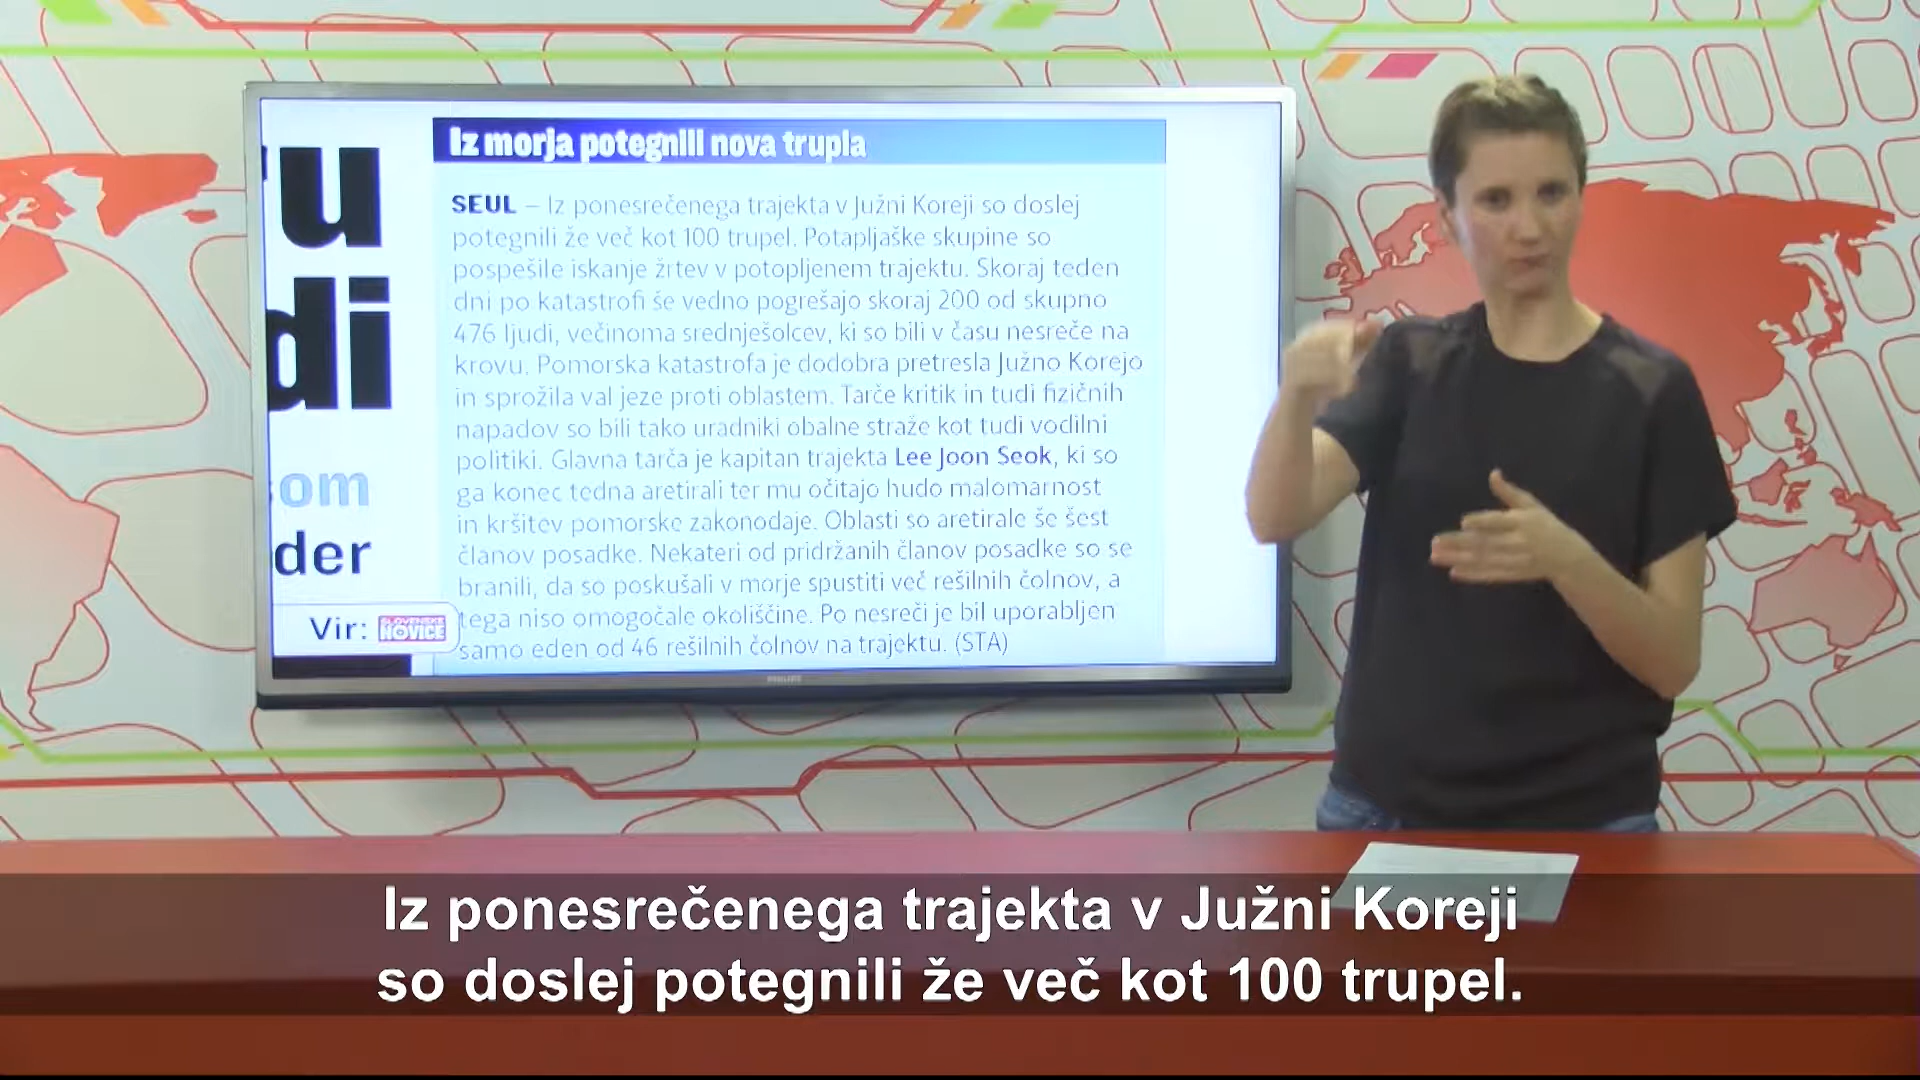 ru
di
som
der
Iz morja potegnili nova trupla
SEUL – Iz ponesrečenega trajekta v Južni Koreji so doslej
potegnili že več kot 100 trupel. Potapljaške skupine so
pospešile iskanje žrtev v potopljenem trajektu. Skoraj teden
dni po katastrofi še vedno pogrešajo skoraj 200 od skupno
476 ljudi, večinoma srednješolcev, ki so bili v času nesreče na
krovu. Pomorska katastrofa je dodobra pretresla Južno Korejo
in sprožila val jeze proti oblastem. Tarče kritik in tudi fizičnih
napadov so bili tako uradniki obalne straže kot tudi vodilni
politiki. Glavna tarča je kapitan trajekta Lee Joon Seok, ki so
ga konec tedna aretirali ter mu očitajo hudo malomarnost
in kršitev pomorske zakonodaje. Oblasti so aretirale še šest
članov posadke. Nekateri od pridržanih članov posadke so se
branili, da so poskušali v morje spustiti več rešilnih čolnov, a
tega niso omogočale okoliščine. Po nesreči je bil uporabljen
samo eden od 46 rešilnih čolnov na trajektu. (STA)
Vir: SLOVENSKE
NOVICE
PHILIPS
Iz ponesrečenega trajekta v Južni Koreji
so doslej potegnili že več kot 100 trupel.